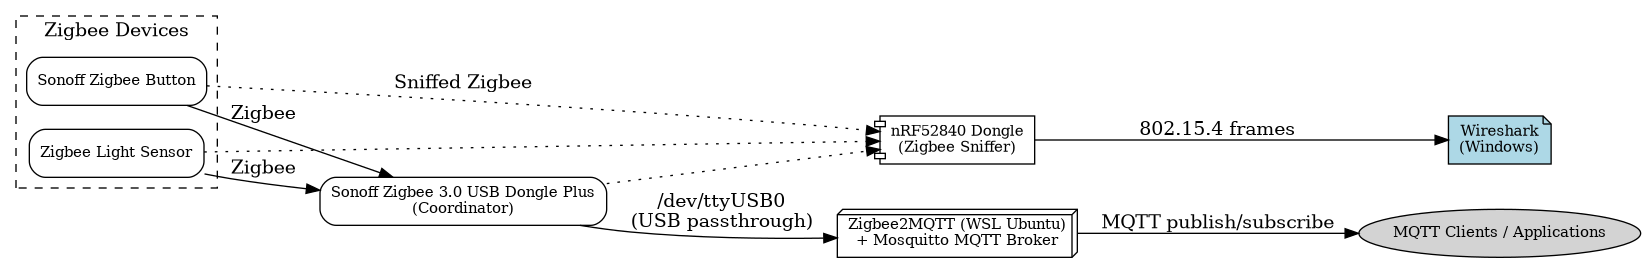 Zigbee Devices
Sonoff Zigbee Button
Zigbee Light Sensor
Sniffed Zigbee
Zigbee
Zigbee
Sonoff Zigbee 3.0 USB Dongle Plus
(Coordinator)
nRF52840 Dongle
(Zigbee Sniffer)
802.15.4 frames
Wireshark
(Windows)
/dev/ttyUSB0
(USB passthrough)
Zigbee2MQTT (WSL Ubuntu)
+ Mosquitto MQTT Broker
MQTT publish/subscribe
MQTT Clients / Applications